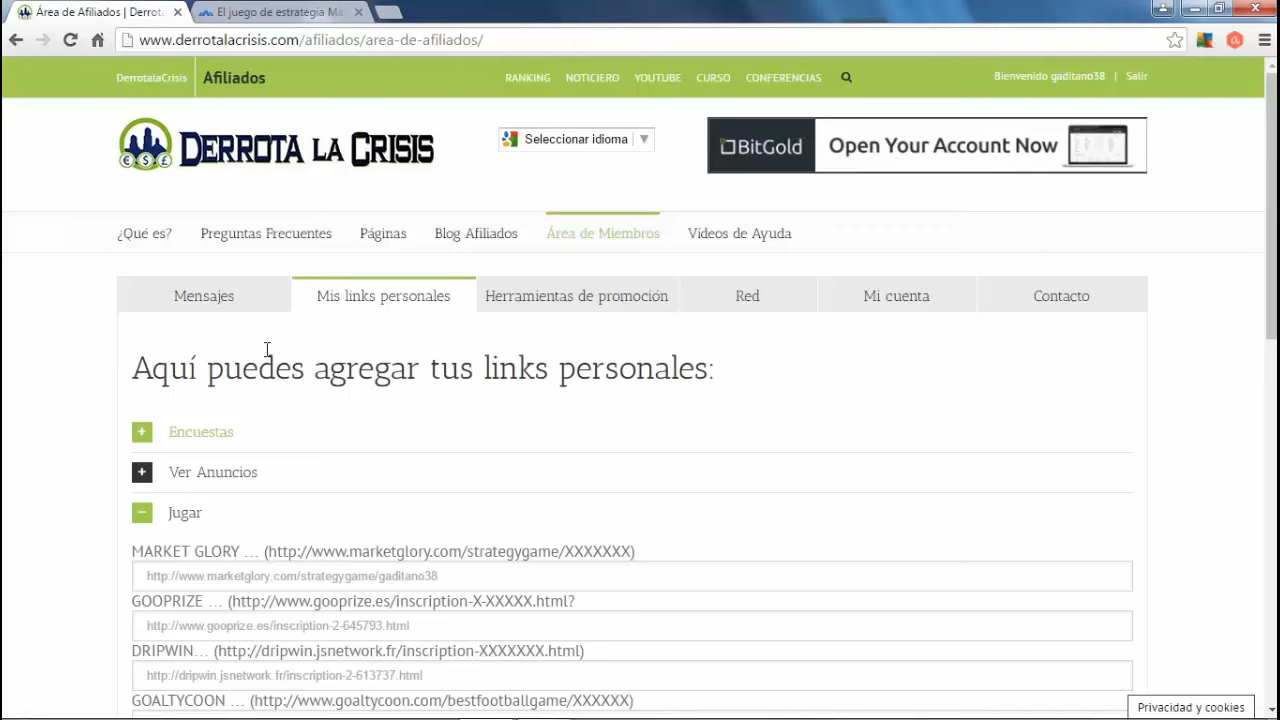 Área de Afiliados | Derrot
El juego de estrategia Ma
www.derrotalacrisis.com/afiliados/area-de-afiliados/
DerrotalaCrisis Afiliados RANKING NOTICIERO YOUTUBE CURSO CONFERENCIAS Bienvenido gaditano38 | Salir
DERROTA LA CRISIS
Seleccionar idioma
BitGold Open Your Account Now
¿Qué es? Preguntas Frecuentes Páginas Blog Afiliados Área de Miembros Vídeos de Ayuda
Mensajes Mis links personales Herramientas de promoción Red Mi cuenta Contacto
Aquí puedes agregar tus links personales:
Encuestas
Ver Anuncios
Jugar
MARKET GLORY ... (http://www.marketglory.com/strategygame/XXXXXXX)
http://www.marketglory.com/strategygame/gaditano38
GOOPRIZE ... (http://www.gooprize.es/inscription-X-XXXXX.html?
http://www.gooprize.es/inscription-2-645793.html
DRIPWIN... (http://dripwin.jsnetwork.fr/inscription-XXXXXXX.html)
http://dripwin.jsnetwork.fr/inscription-2-613737.html
GOALTYCOON ... (http://www.goaltycoon.com/bestfootballgame/XXXXXX)
Privacidad y cookies